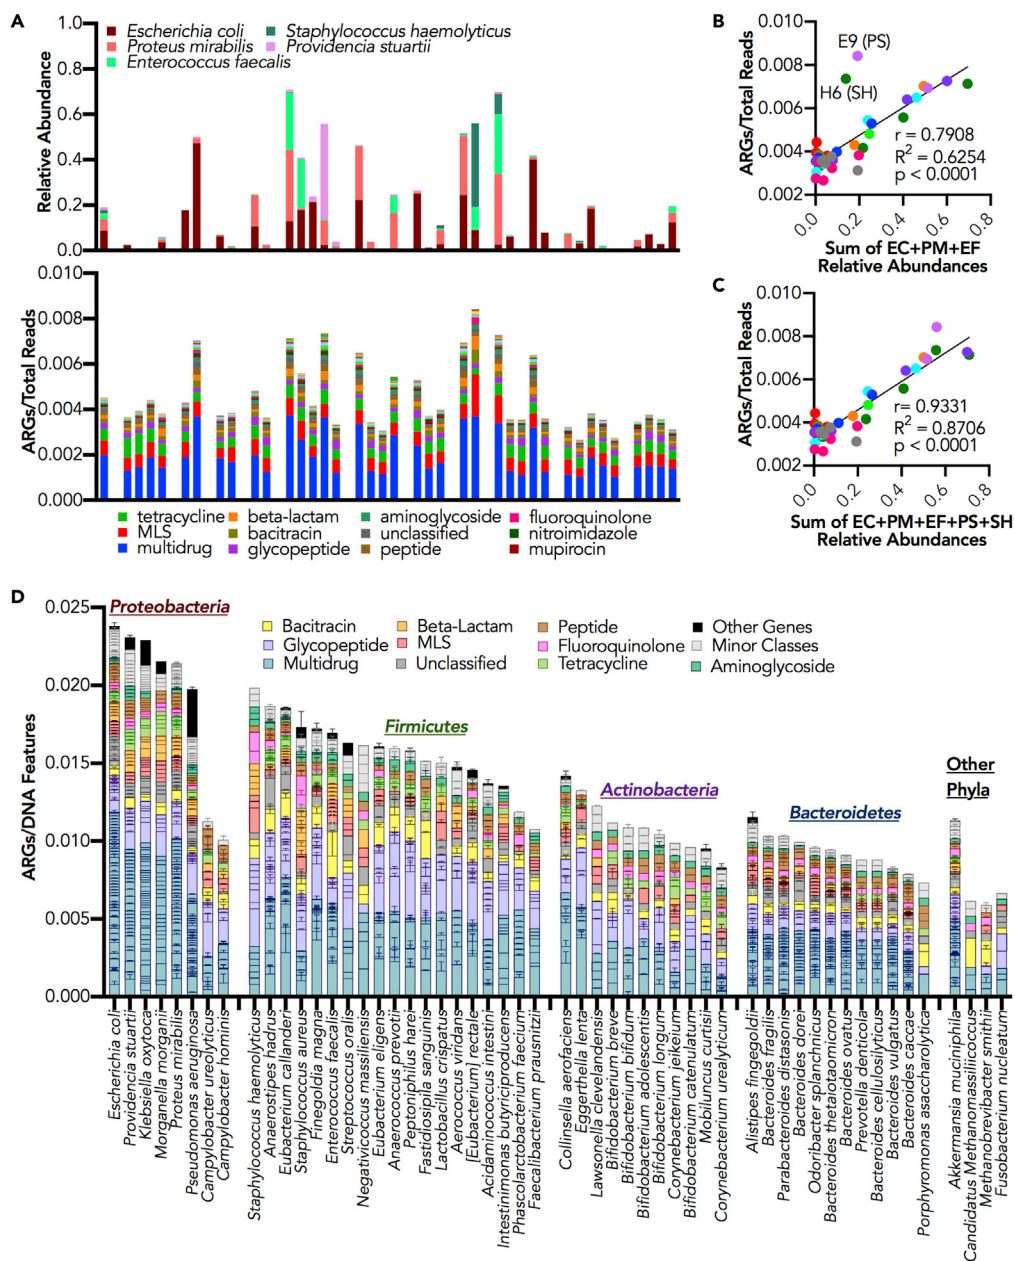 A
Escherichia coli
Staphylococcus haemolyticus
Proteus mirabilis
Providencia stuartii
Enterococcus faecalis
Relative Abundance
1.0
0.8
0.6
0.4
0.2
0.0
ARGs/Total Reads
0.010
0.008
0.006
0.004
0.002
0.000
tetracycline
beta-lactam
aminoglycoside
fluoroquinolone
MLS
bacitracin
unclassified
nitroimidazole
multidrug
glycopeptide
peptide
mupirocin
B
ARGs/Total Reads
0.010
0.008
0.006
0.004
0.002
E9 (PS)
H6 (SH)
r = 0.7908
R² = 0.6254
p < 0.0001
0.0 0.2 0.4 0.6 0.8
Sum of EC+PM+EF
Relative Abundances
C
ARGs/Total Reads
0.010
0.008
0.006
0.004
0.002
r= 0.9331
R² = 0.8706
p < 0.0001
0.0 0.2 0.4 0.6 0.8
Sum of EC+PM+EF+PS+SH
Relative Abundances
D
ARGs/DNA Features
0.025
0.020
0.015
0.010
0.005
0.000
Proteobacteria
Bacitracin
Beta-Lactam
Peptide
Other Genes
Glycopeptide
MLS
Fluoroquinolone
Minor Classes
Multidrug
Unclassified
Tetracycline
Aminoglycoside
Firmicutes
Actinobacteria
Bacteroidetes
Other
Phyla
Escherichia coli
Providencia stuartii
Klebsiella oxytoca
Morganella morganii
Proteus mirabilis
Pseudomonas aeruginosa
Campylobacter ureolyticus
Campylobacter hominis
Staphylococcus haemolyticus
Anaerostipes hadrus
Eubacterium callanderi
Staphylococcus aureus
Finegoldia magna
Enterococcus faecalis
Streptococcus oralis
Negativicoccus massiliensis
Eubacterium eligens
Anaerococcus prevotii
Peptoniphilus harei
Fastidiosipila sanguinis
Lactobacillus crispatus
Aerococcus viridans
[Eubacterium] rectale
Acidaminococcus intestini
Intestinimonas butyriciproducens
Phascolarctobacterium faecium
Faecalibacterium prausnitzii
Collinsella aerofaciens
Eggerthella lenta
Lawsonella clevelandensis
Bifidobacterium breve
Bifidobacterium bifidum
Bifidobacterium adolescentis
Bifidobacterium longum
Corynebacterium jeikeium
Bifidobacterium catenulatum
Mobiluncus curtisii
Corynebacterium urealyticum
Alistipes finegoldii
Bacteroides fragilis
Parabacteroides distasonis
Bacteroides dorei
Odoribacter splanchnicus
Bacteroides thetaiotaomicron
Bacteroides ovatus
Prevotella denticola
Bacteroides cellulosilyticus
Bacteroides vulgatus
Bacteroides caccae
Porphyromonas asaccharolytica
Akkermansia muciniphila
Candidatus Methanomassiliicoccus
Methanobrevibacter smithii
Fusobacterium nucleatum